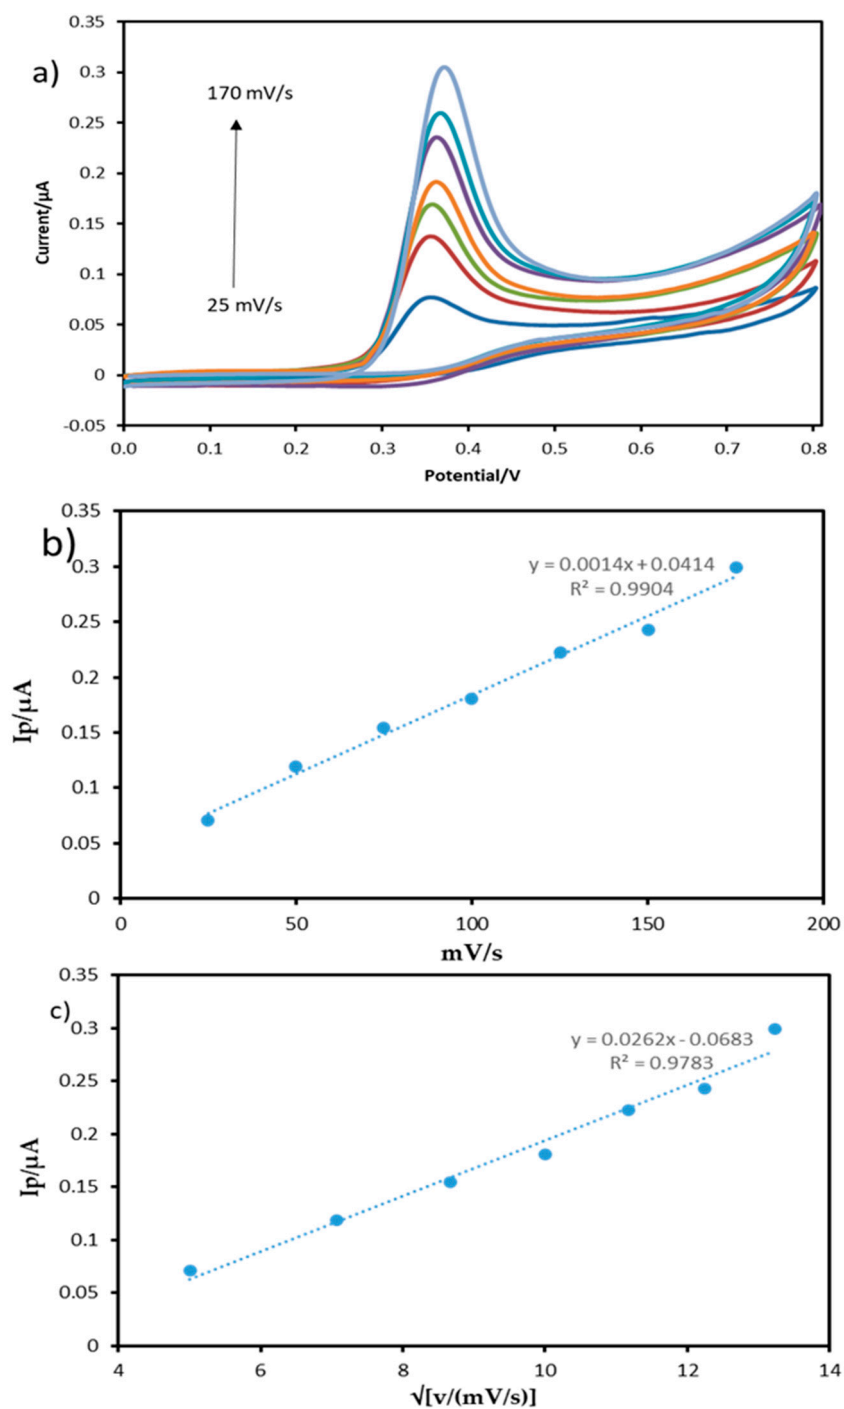 a)
0.35
0.3
0.25
0.2
0.15
0.1
0.05
0
-0.05
Current/µA
170 mV/s
25 mV/s
0.0 0.1 0.2 0.3 0.4 0.5 0.6 0.7 0.8
Potential/V
b)
0.35
0.3
0.25
0.2
0.15
0.1
0.05
0
Ip/µA
y = 0.0014x + 0.0414
R² = 0.9904
0 50 100 150 200
mV/s
c)
0.35
0.3
0.25
0.2
0.15
0.1
0.05
0
Ip/µA
y = 0.0262x - 0.0683
R² = 0.9783
4 6 8 10 12 14
√[v/(mV/s)]